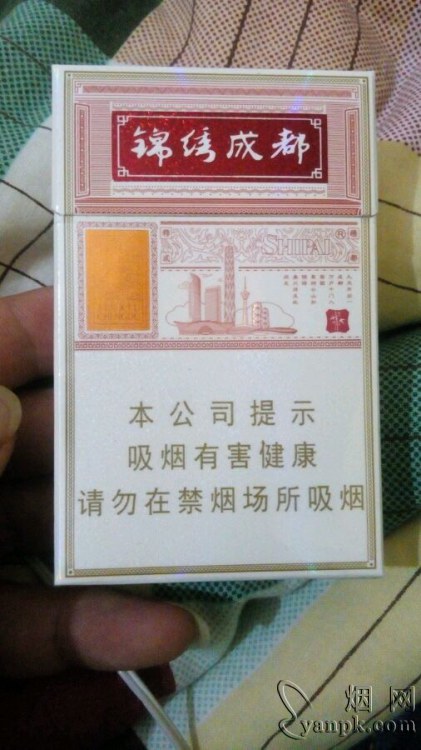 锦绣成都
SHIPAI®
本公司提示
吸烟有害健康
请勿在禁烟场所吸烟
烟网
yanpk.com